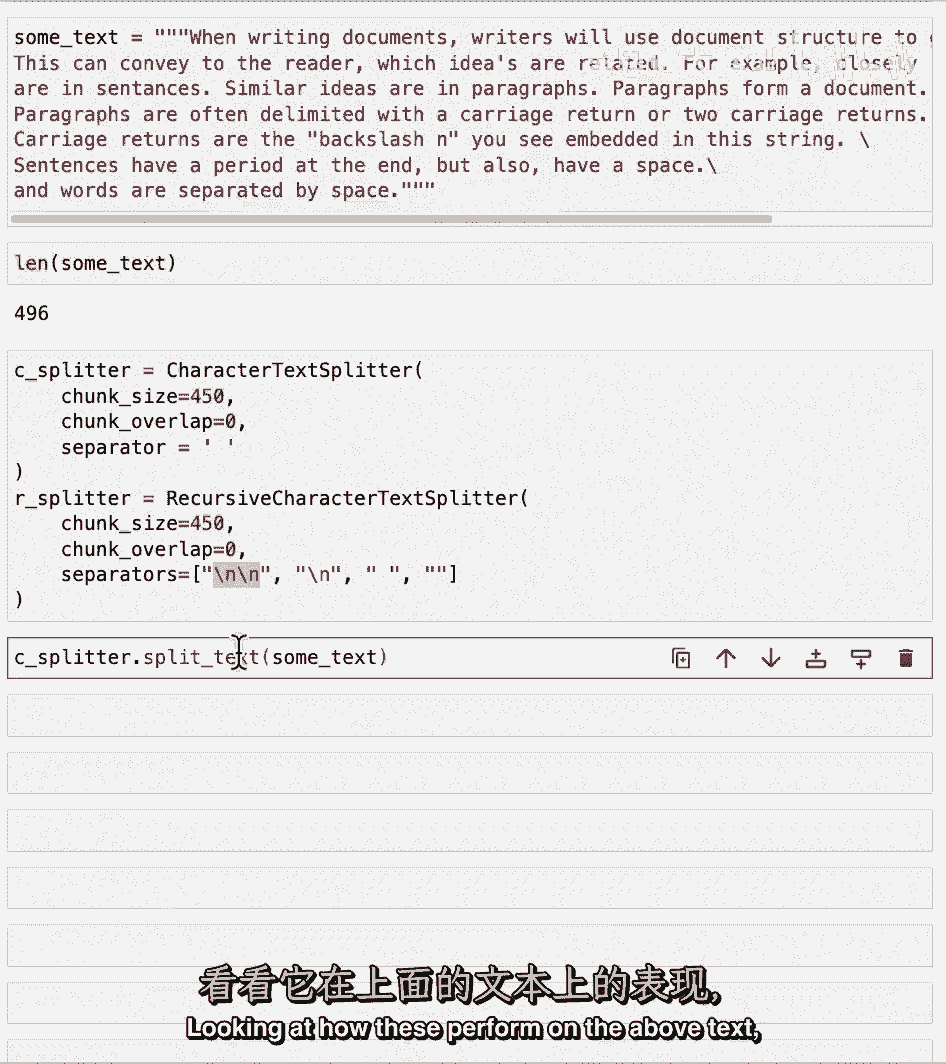 some_text = """When writing documents, writers will use document structure to
This can convey to the reader, which idea's are related. For example, closely
are in sentances. Similar ideas are in paragraphs. Paragraphs form a document.
Paragraphs are often delimited with a carriage return or two carriage returns.
Carriage returns are the "backslash n" you see embedded in this string. \
Sentences have a period at the end, but also, have a space.\
and words are separated by space."""
len(some_text)
496
c_splitter = CharacterTextSplitter(
    chunk_size=450,
    chunk_overlap=0,
    separator = ' '
)
r_splitter = RecursiveCharacterTextSplitter(
    chunk_size=450,
    chunk_overlap=0,
    separators=["\n\n", "\n", " ", ""]
)
c_splitter.split_text(some_text)
看看它在上面的文本上的表现,
Looking at how these perform on the above text,